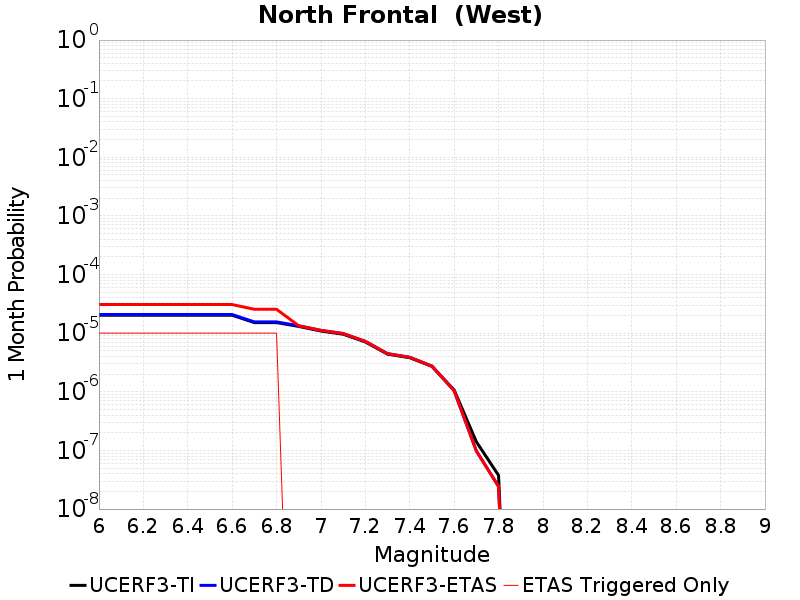 North Frontal  (West)
1 Month Probability
10^0
10^-1
10^-2
10^-3
10^-4
10^-5
10^-6
10^-7
10^-8
6 6.2 6.4 6.6 6.8 7 7.2 7.4 7.6 7.8 8 8.2 8.4 8.6 8.8 9
Magnitude
UCERF3-TI UCERF3-TD UCERF3-ETAS ETAS Triggered Only